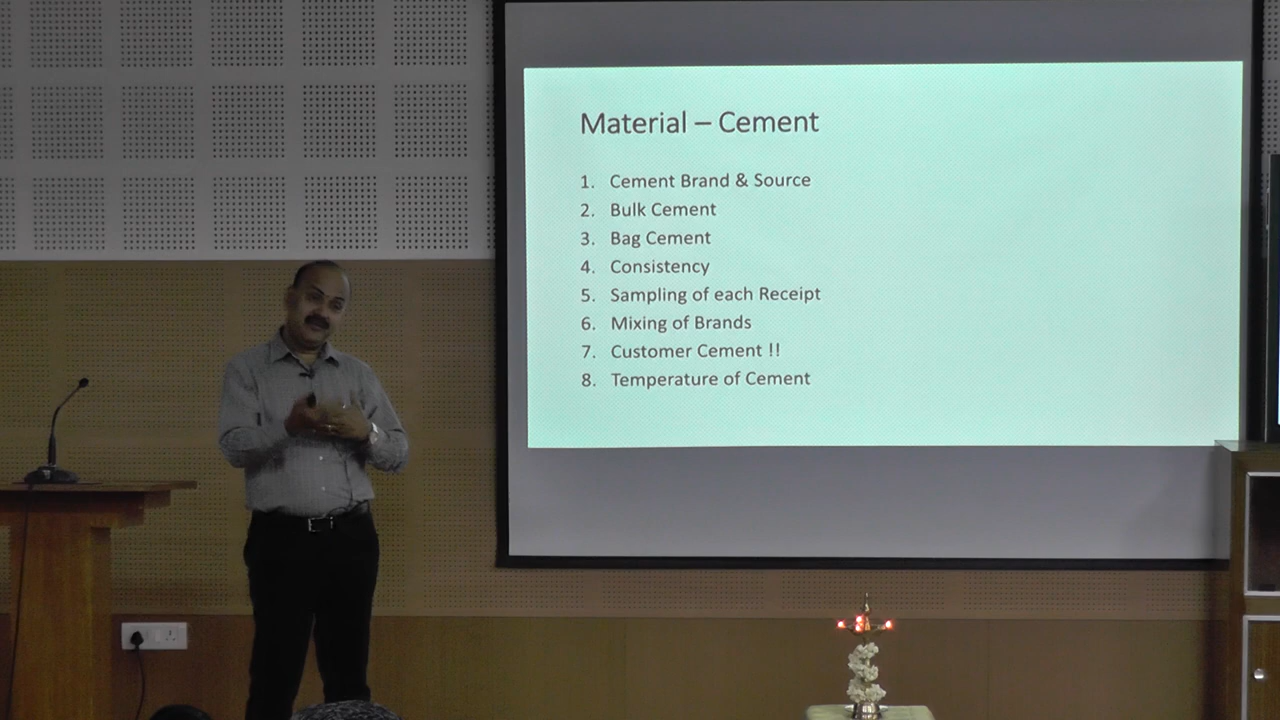 Material – Cement
1. Cement Brand & Source
2. Bulk Cement
3. Bag Cement
4. Consistency
5. Sampling of each Receipt
6. Mixing of Brands
7. Customer Cement !!
8. Temperature of Cement